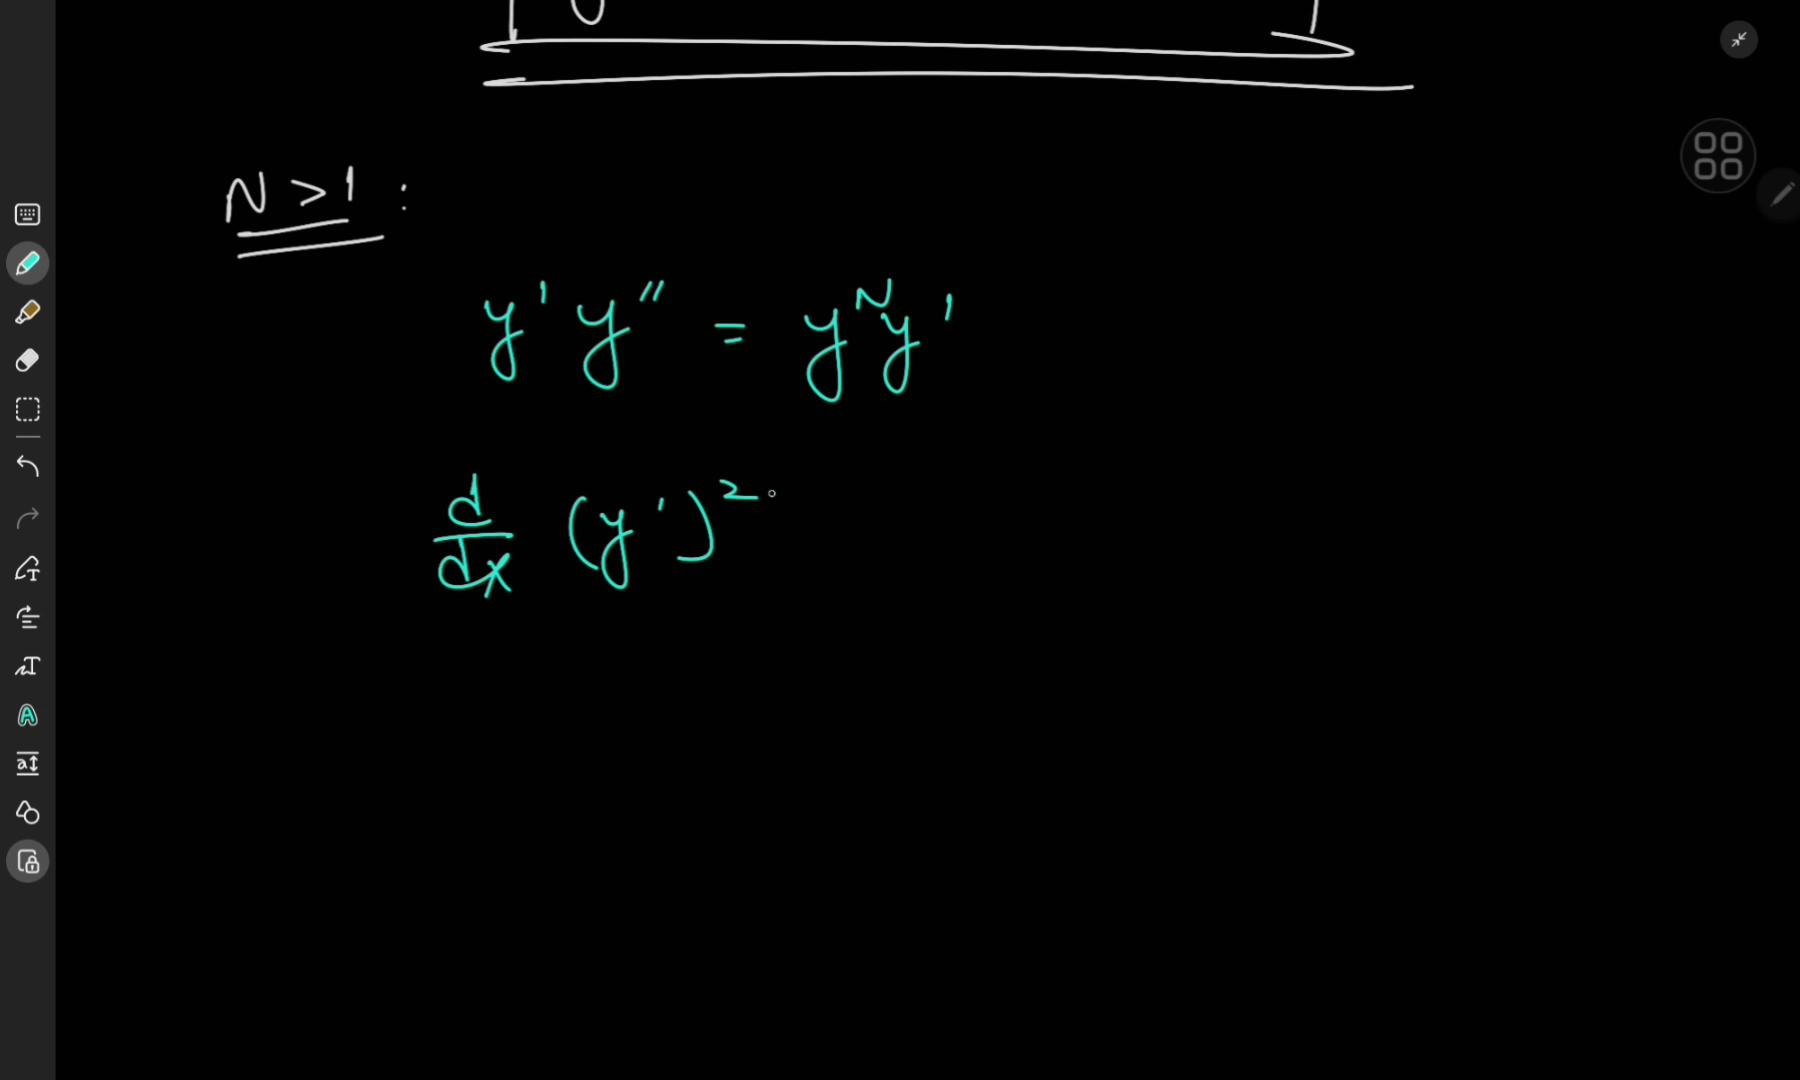 N > 1 :
y' y'' = y^N y'
d/dx (y')^2